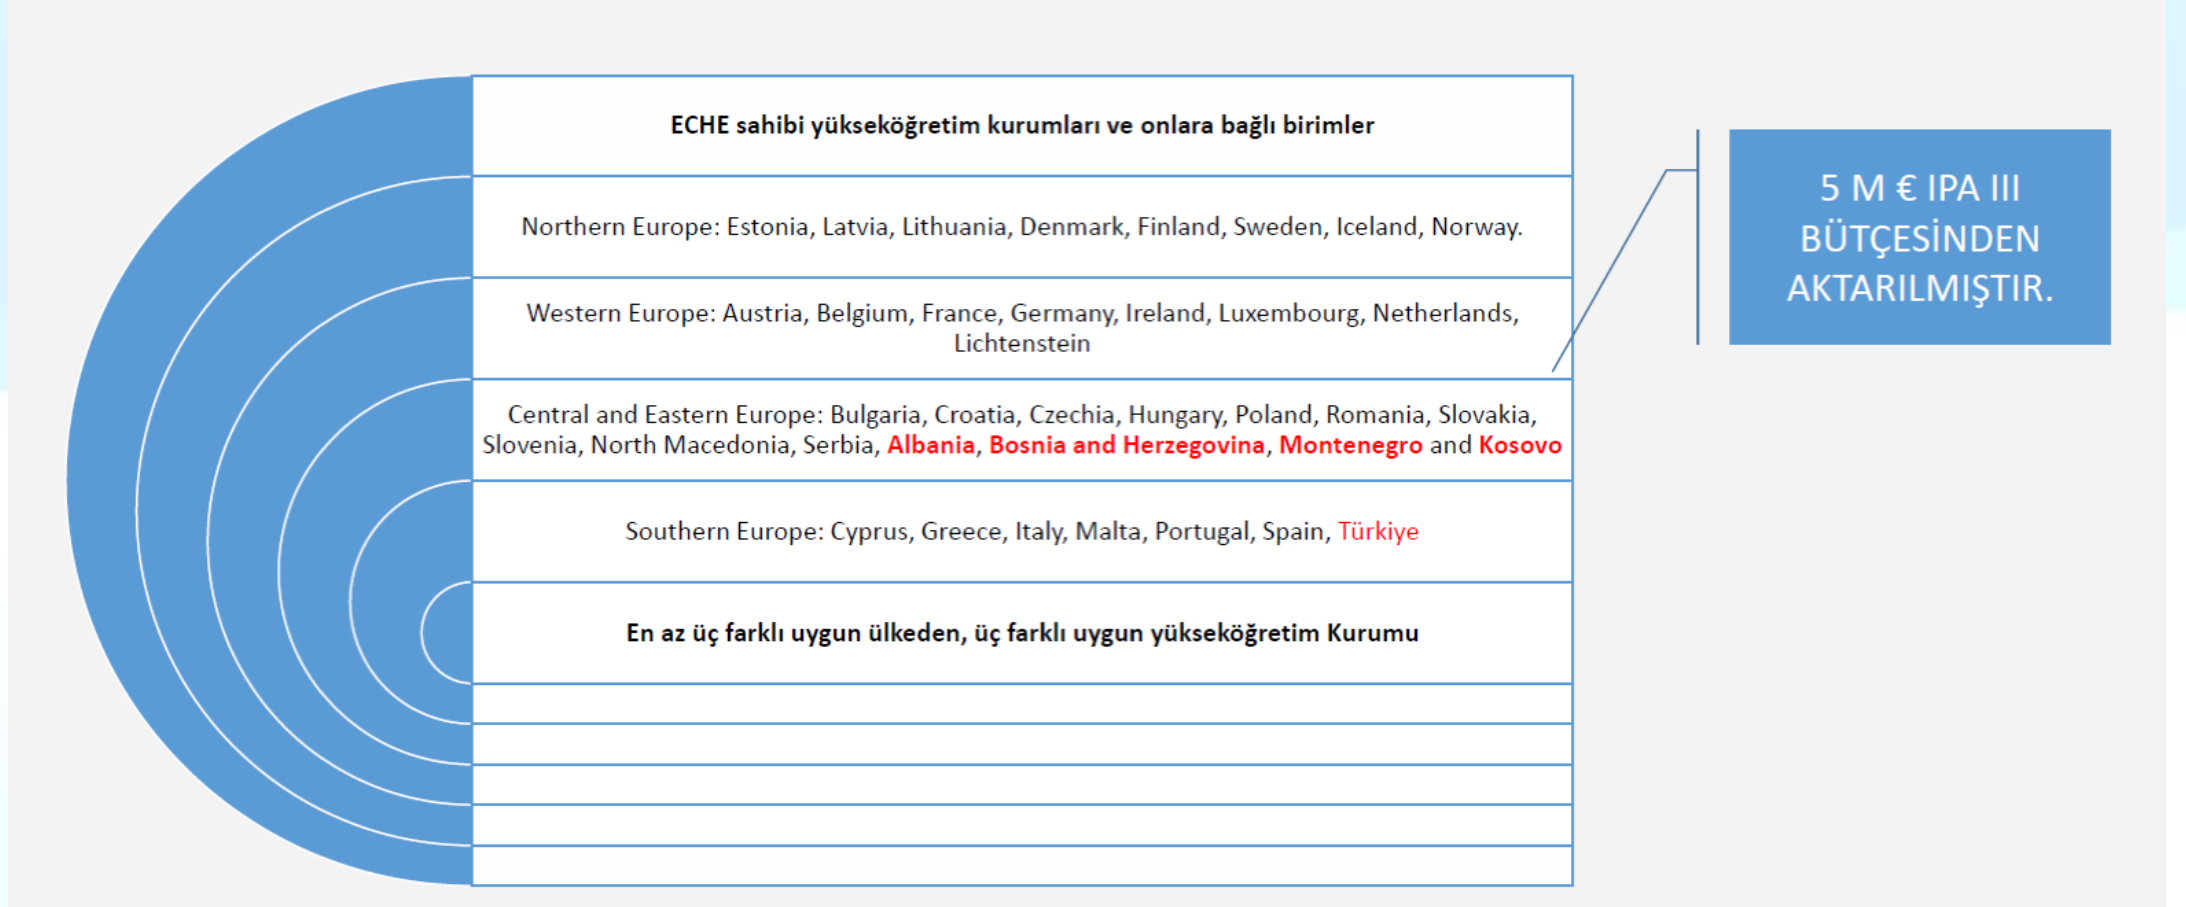 ECHE sahibi yükseköğretim kurumları ve onlara bağlı birimler
Northern Europe: Estonia, Latvia, Lithuania, Denmark, Finland, Sweden, Iceland, Norway.
Western Europe: Austria, Belgium, France, Germany, Ireland, Luxembourg, Netherlands,
Lichtenstein
Central and Eastern Europe: Bulgaria, Croatia, Czechia, Hungary, Poland, Romania, Slovakia,
Slovenia, North Macedonia, Serbia, Albania, Bosnia and Herzegovina, Montenegro and Kosovo
Southern Europe: Cyprus, Greece, Italy, Malta, Portugal, Spain, Türkiye
En az üç farklı uygun ülkeden, üç farklı uygun yükseköğretim Kurumu
5 M € IPA III
BÜTÇESİNDEN
AKTARILMIŞTIR.